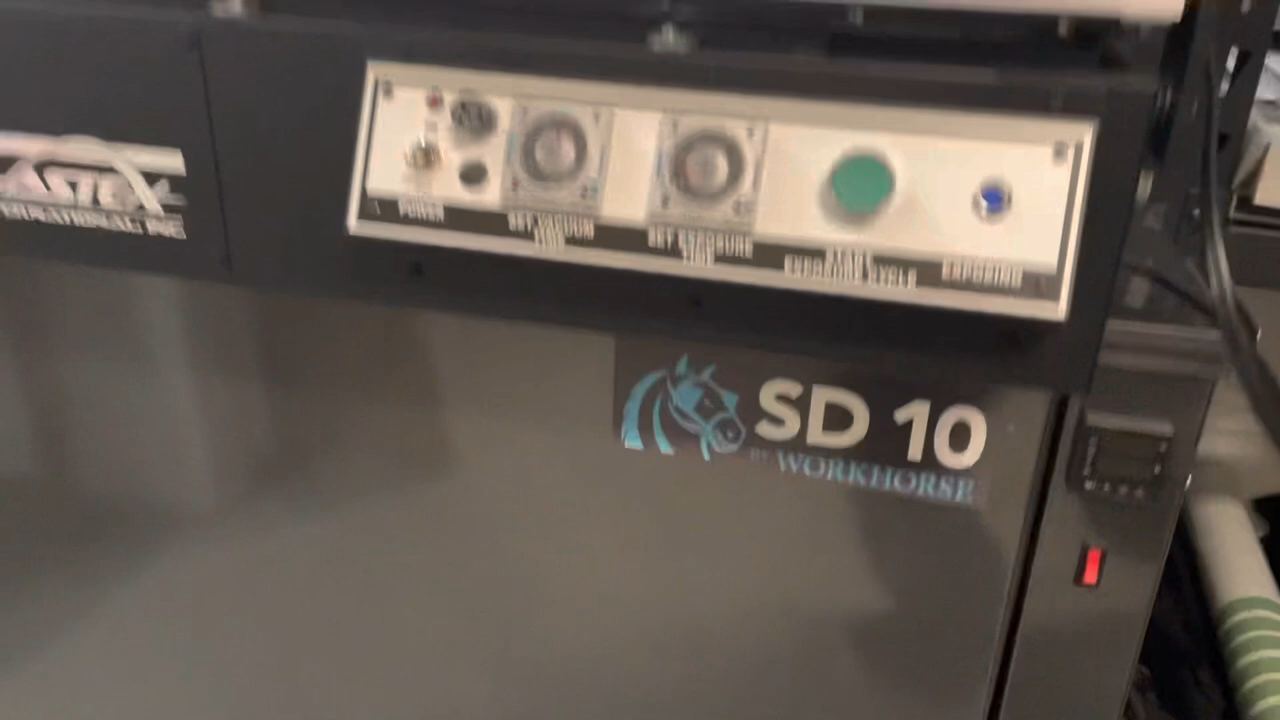 POWER
SET VACUUM
TIME
SET EXPOSURE
TIME
START
EXPOSURE CYCLE
EXPOSING
SD 10
BY WORKHORSE